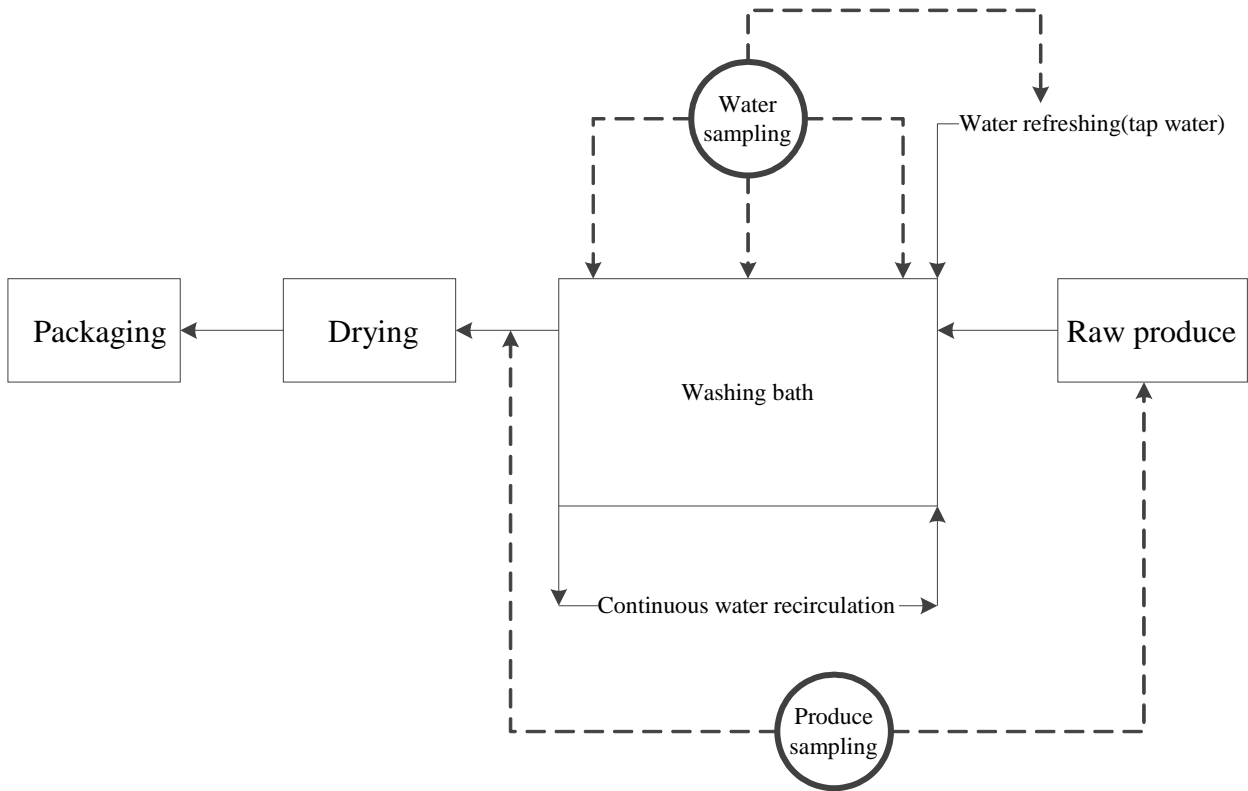 Water
sampling
Water refreshing(tap water)
Packaging
Drying
Raw produce
Washing bath
Continuous water recirculation
Produce
sampling